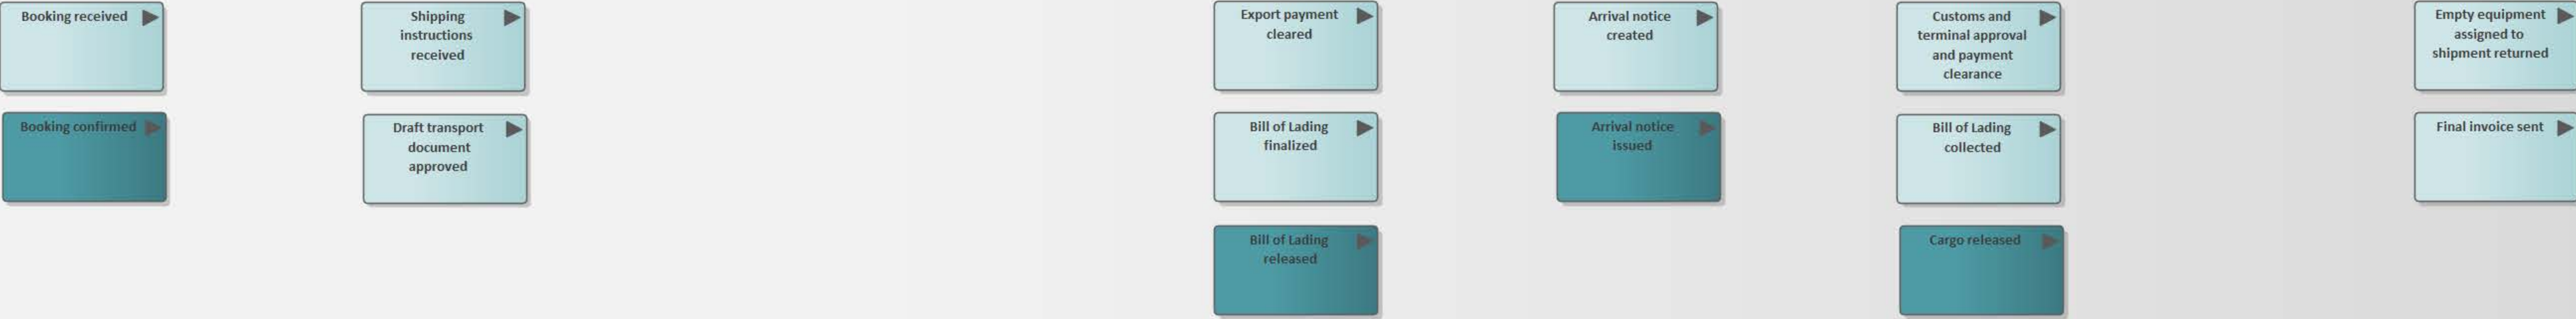 Booking received
Booking confirmed
Shipping
instructions
received
Draft transport
document
approved
Export payment
cleared
Bill of Lading
finalized
Bill of Lading
released
Arrival notice
created
Arrival notice
issued
Customs and
terminal approval
and payment
clearance
Bill of Lading
collected
Cargo released
Empty equipment
assigned to
shipment returned
Final invoice sent